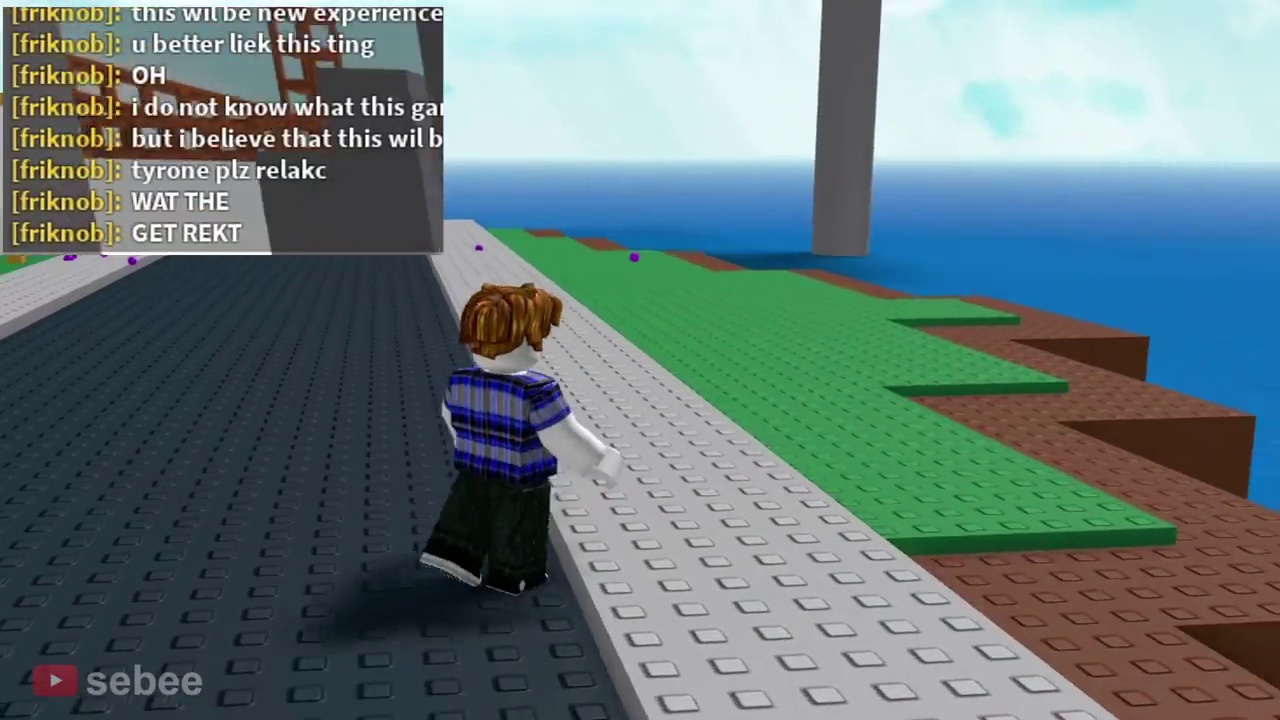 [friknob]: this wil be new experience
[friknob]: u better liek this ting
[friknob]: OH
[friknob]: i do not know what this gar
[friknob]: but i believe that this wil b
[friknob]: tyrone plz relakc
[friknob]: WAT THE
[friknob]: GET REKT
sebee